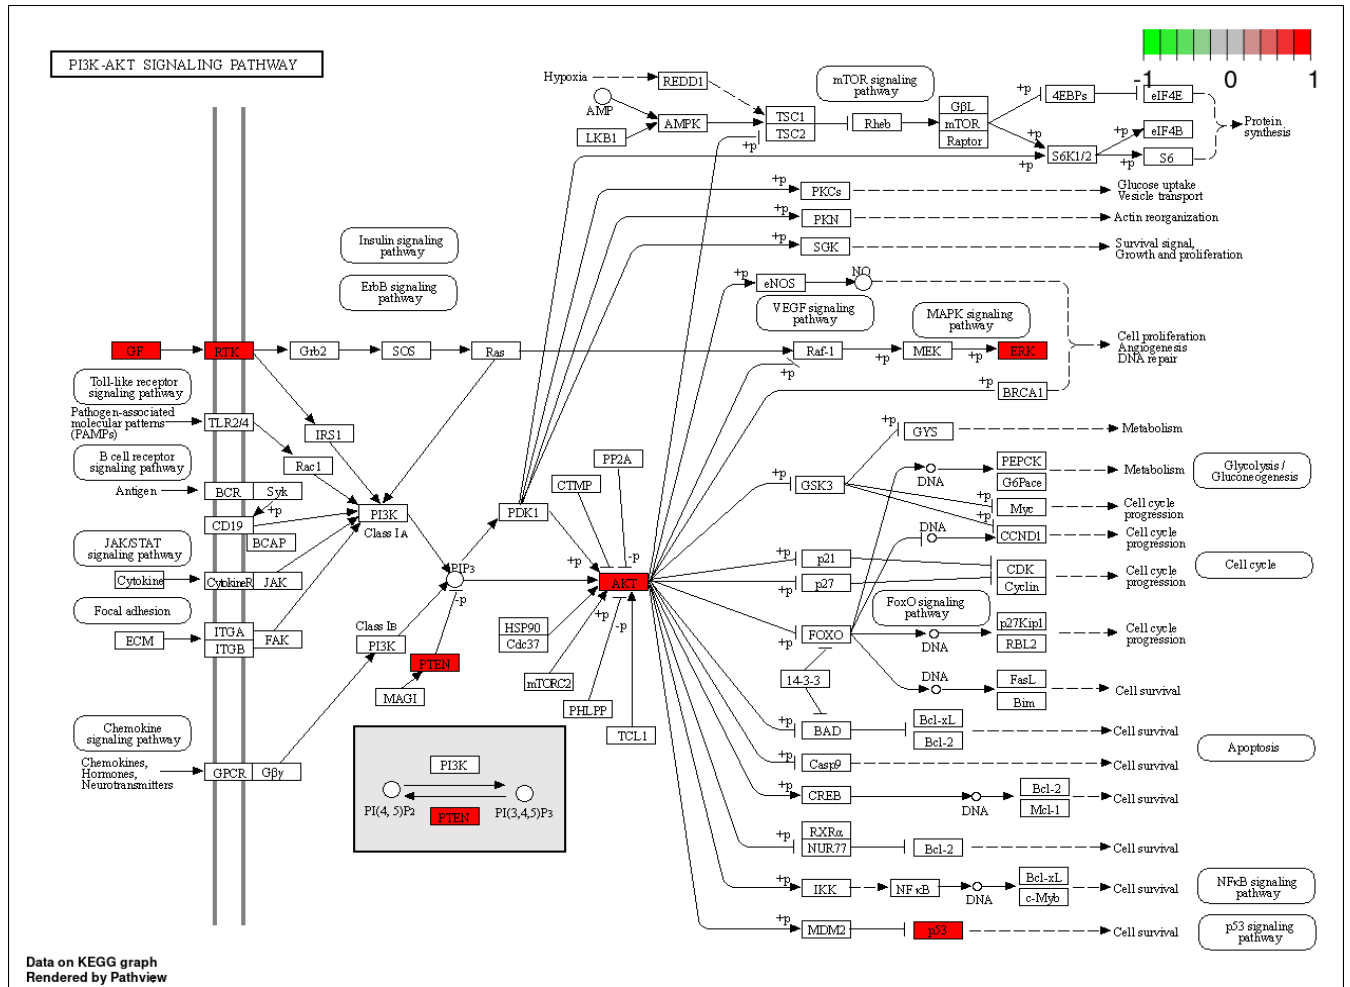 PI3K-AKT SIGNALING PATHWAY
-1 0 1
Hypoxia
REDD1
mTOR signaling
pathway
AMP
LKB1
AMPK
TSC1
TSC2
+p
Rheb
GβL
mTOR
Raptor
+p
4EBPs
eIF4E
+p
S6K1/2
+p
+p
eIF4B
+p
S6
Protein
synthesis
+p
PKCs
Glucose uptake
Vesicle transport
+p
PKN
Actin reorganization
+p
SGK
Survival signal,
Growth and proliferation
Insulin signaling
pathway
ErbB signaling
pathway
+p
eNOS
NO
VEGF signaling
pathway
MAPK signaling
pathway
GF
RTK
Grb2
SOS
Ras
Raf-1
+p
+p
MEK
+p
ERK
Cell proliferation
Angiogenesis
DNA repair
+p
BRCA1
Toll-like receptor
signaling pathway
Pathogen-associated
molecular patterns
(PAMPs)
TLR2/4
IRS1
B cell receptor
signaling pathway
Rac1
Antigen
BCR
Syk
+p
CD19
BCAP
PI3K
Class IA
PDK1
CTMP
PP2A
JAK/STAT
signaling pathway
Cytokine
CytokineR
JAK
PIP3
-p
+p
-p
AKT
Focal adhesion
ECM
ITGA
ITGB
FAK
Class IB
PI3K
PTEN
MAGI
HSP90
Cdc37
+p
-p
mTORC2
PHLPP
TCL1
Chemokine
signaling pathway
Chemokines,
Hormones,
Neurotransmitters
GPCR
Gβγ
PI3K
PI(4, 5)P2
PI(3,4,5)P3
PTEN
+p
GYS
Metabolism
+p
GSK3
DNA
PEPCK
G6Pace
Metabolism
Glycolysis /
Gluconeogenesis
+p
Myc
Cell cycle
progression
+p
DNA
CCND1
Cell cycle
progression
+p
p21
+p
p27
CDK
Cyclin
Cell cycle
progression
Cell cycle
FoxO signaling
pathway
+p
FOXO
DNA
p27Kip1
RBL2
Cell cycle
progression
14-3-3
DNA
FasL
Bim
Cell survival
+p
BAD
Bcl-xL
Bcl-2
Cell survival
Apoptosis
+p
Casp9
Cell survival
+p
CREB
DNA
Bcl-2
Mcl-1
Cell survival
+p
RXRα
NUR77
Bcl-2
Cell survival
+p
IKK
NFκB
DNA
Bcl-xL
c-Myb
Cell survival
NFκB signaling
pathway
+p
MDM2
p53
Cell survival
p53 signaling
pathway
Data on KEGG graph
Rendered by Pathview